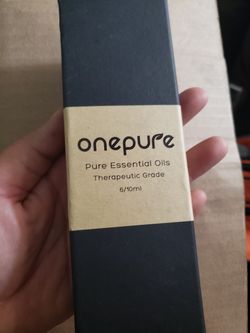 onepure
Pure Essential Oils
Therapeutic Grade
6/10ml